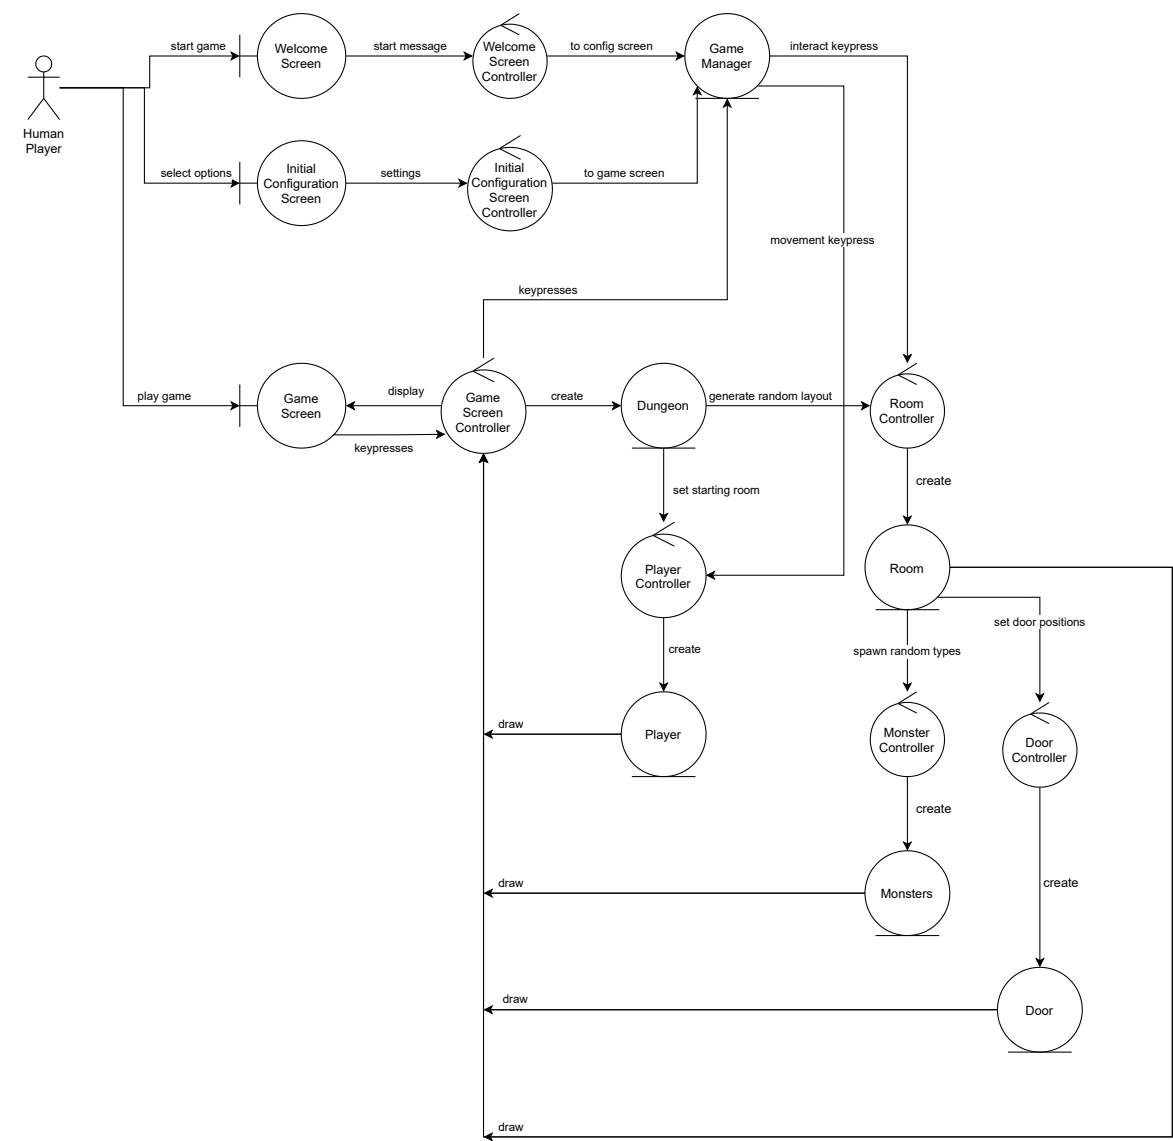 start game
Welcome
Screen
start message
Welcome
Screen
Controller
to config screen
Game
Manager
interact keypress
Human
Player
select options
Initial
Configuration
Screen
settings
Initial
Configuration
Screen
Controller
to game screen
movement keypress
keypresses
play game
Game
Screen
display
keypresses
Game
Screen
Controller
create
Dungeon
generate random layout
Room
Controller
set starting room
create
Player
Controller
Room
set door positions
create
spawn random types
draw
Player
Monster
Controller
Door
Controller
create
draw
Monsters
create
draw
Door
draw